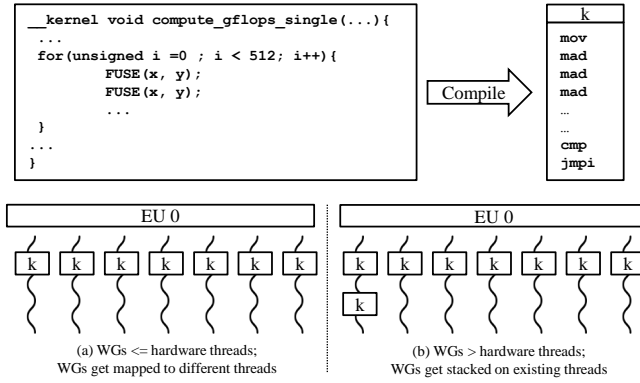 __kernel void compute_gflops_single(...){
...
for(unsigned i =0 ; i < 512; i++){
FUSE(x, y);
FUSE(x, y);
...
}
...
}
Compile
k
mov
mad
mad
mad
…
…
cmp
jmpi
EU 0
k k k k k k k
(a) WGs <= hardware threads;
WGs get mapped to different threads
EU 0
k k k k k k k
k
(b) WGs > hardware threads;
WGs get stacked on existing threads